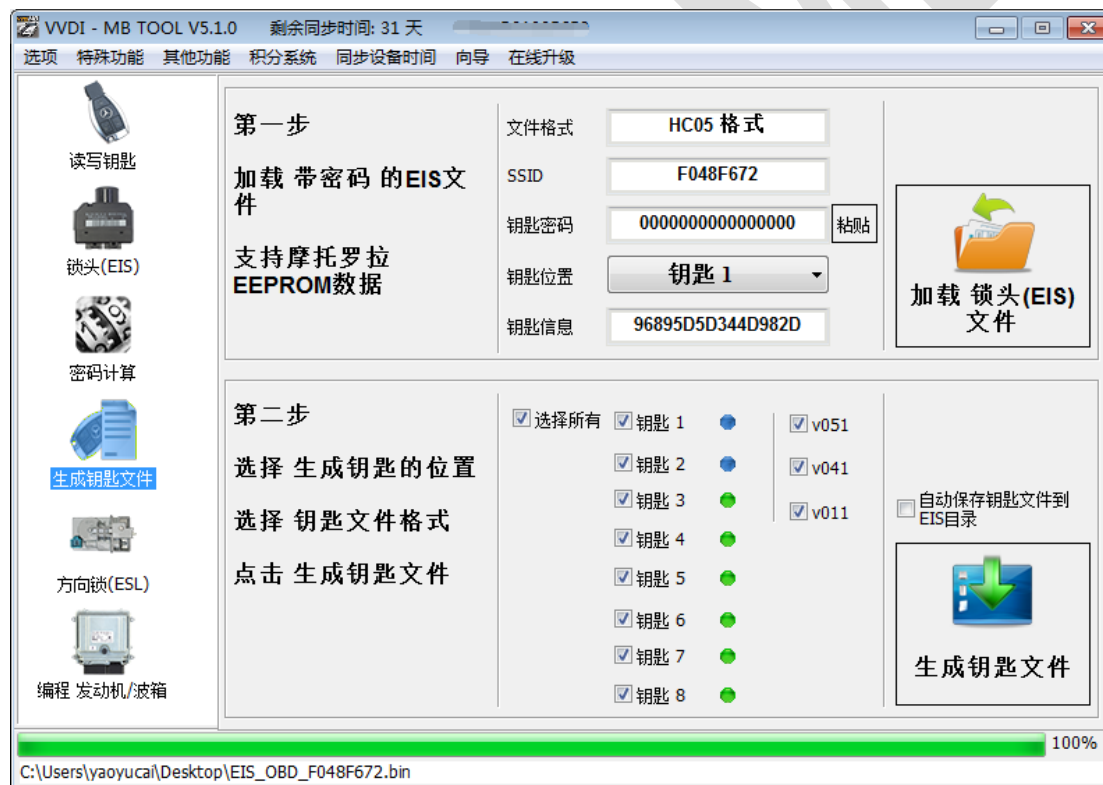 VVDI - MB TOOL V5.1.0 剩余同步时间: 31 天
选项 特殊功能 其他功能 积分系统 同步设备时间 向导 在线升级
读写钥匙
锁头(EIS)
密码计算
生成钥匙文件
方向锁(ESL)
编程 发动机/波箱
第一步
加载 带密码 的EIS文
件
支持摩托罗拉
EEPROM数据
文件格式 HC05 格式
SSID F048F672
钥匙密码 0000000000000000 粘贴
钥匙位置 钥匙 1
钥匙信息 96895D5D344D982D
加载 锁头(EIS)
文件
第二步
选择 生成钥匙的位置
选择 钥匙文件格式
点击 生成钥匙文件
选择所有 钥匙 1 v051
钥匙 2 v041
钥匙 3 v011
钥匙 4
钥匙 5
钥匙 6
钥匙 7
钥匙 8
自动保存钥匙文件到
EIS目录
生成钥匙文件
100%
C:\Users\yaoyucai\Desktop\EIS_OBD_F048F672.bin